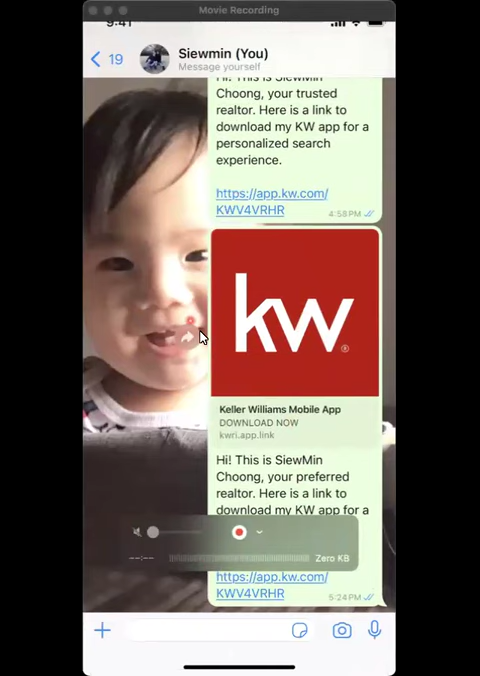 Movie Recording
9:41
19
Siewmin (You)
Message yourself
Hi! This is SiewMin
Choong, your trusted
realtor. Here is a link to
download my KW app for a
personalized search
experience.
https://app.kw.com/
KWV4VRHR
4:58 PM
kw
Keller Williams Mobile App
DOWNLOAD NOW
kwri.app.link
Hi! This is SiewMin
Choong, your preferred
realtor. Here is a link to
download my KW app for a
--:--
Zero KB
https://app.kw.com/
KWV4VRHR
5:24 PM